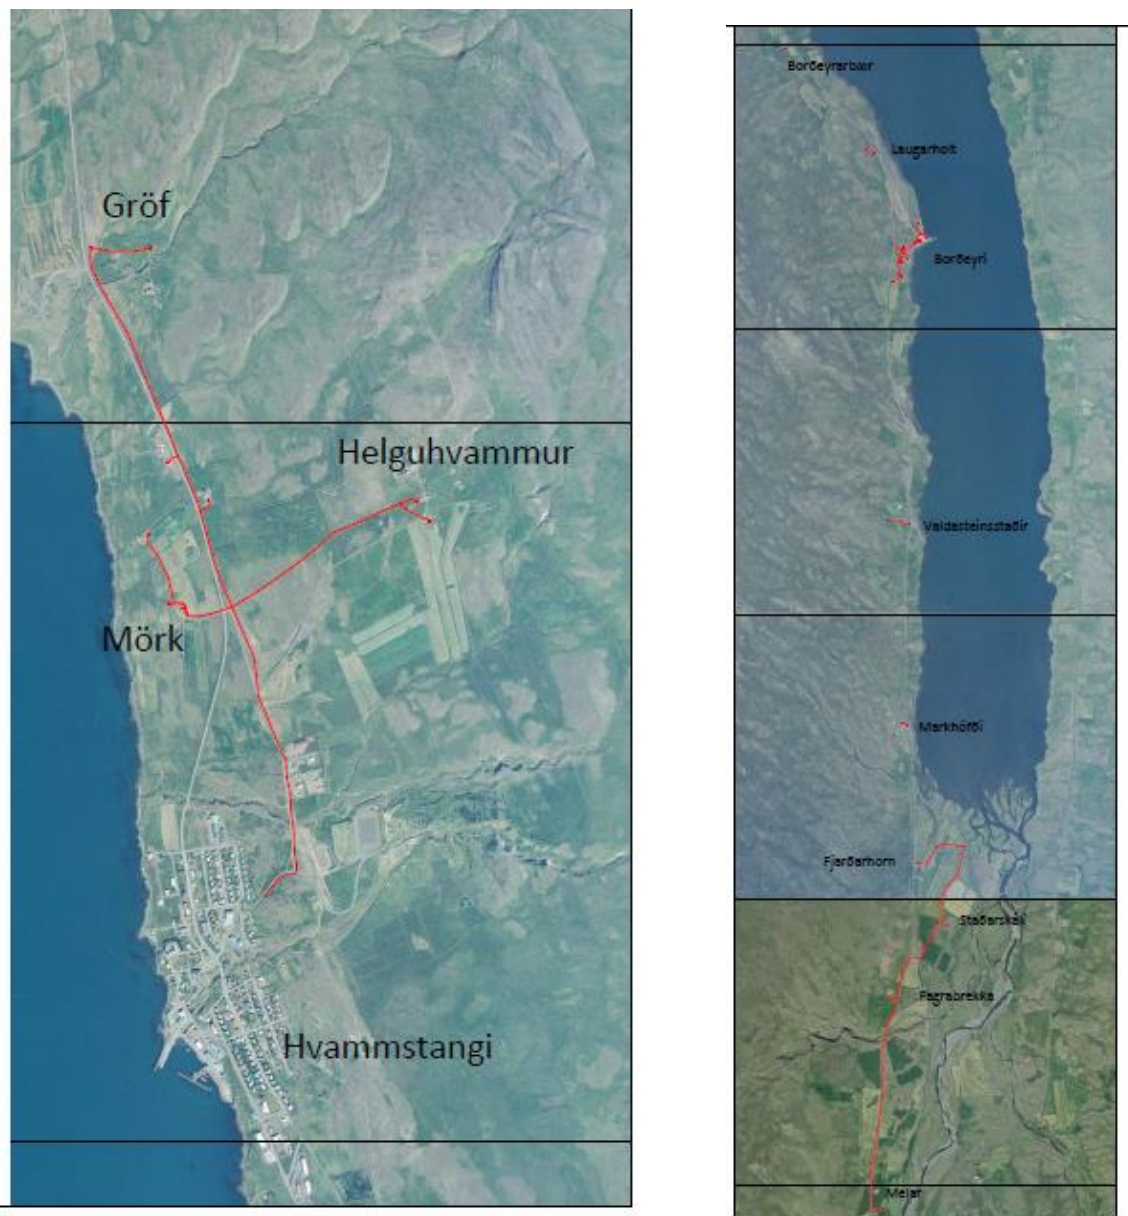 Gröf
Helguhvammur
Mörk
Hvammstangi
Borðeyrarbær
Laugarholt
Borðeyri
Valdasteinsstaðir
Markhöfði
Fjarðarhorn
Staðarskáli
Fagrabrekka
Melar